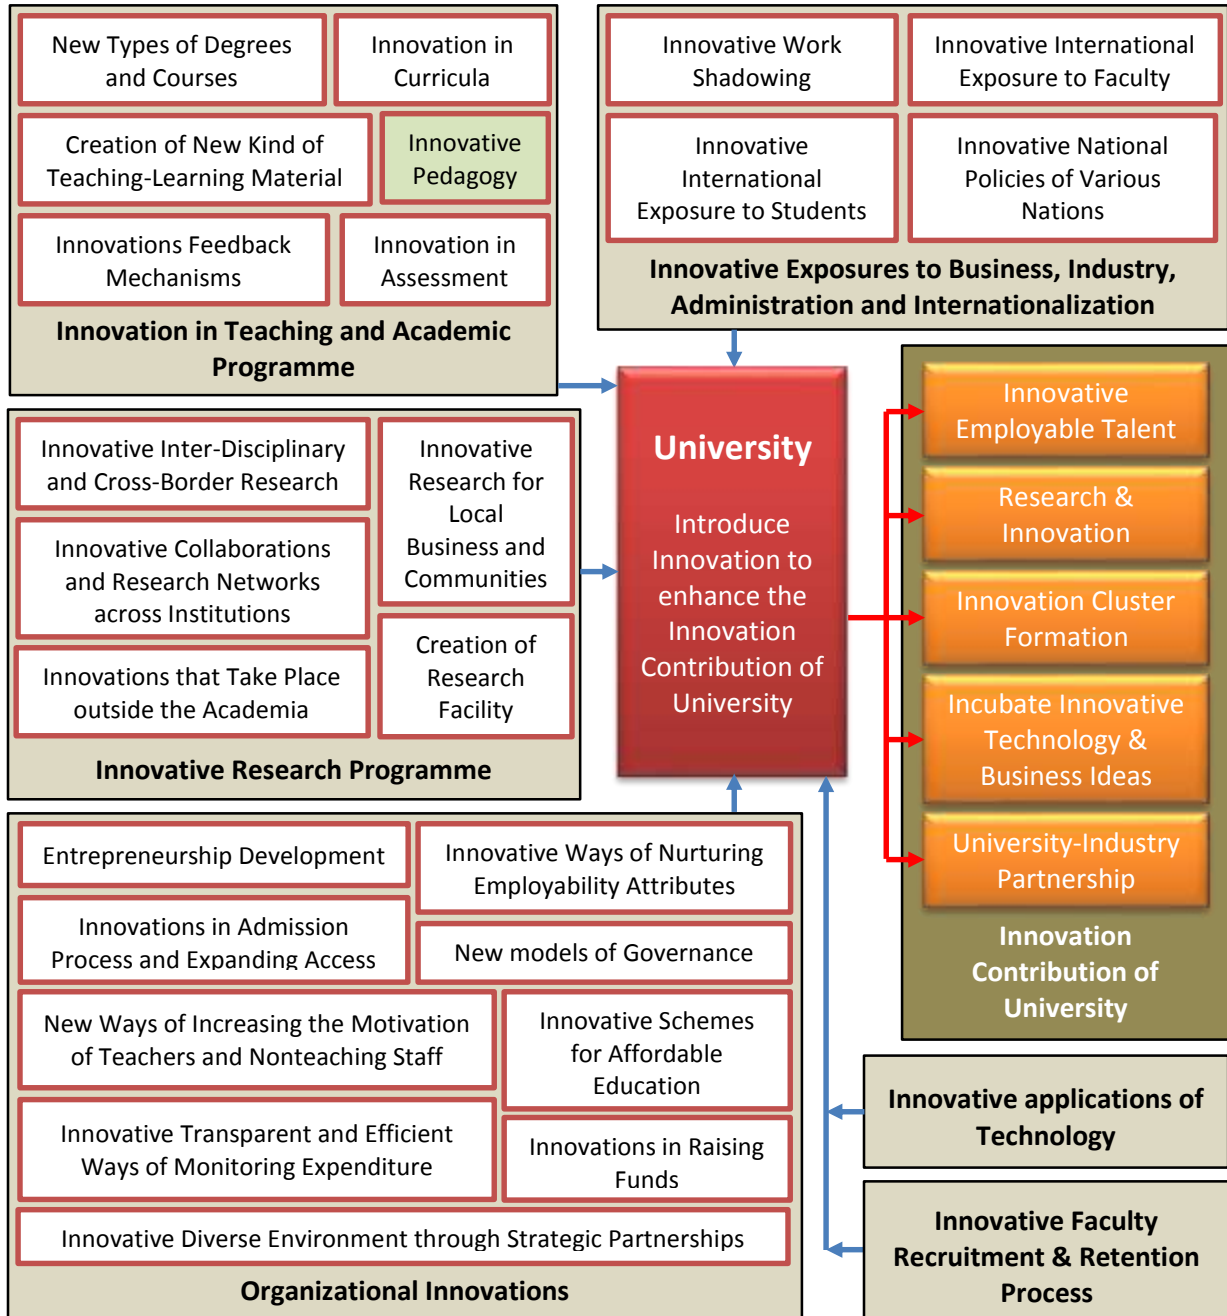 New Types of Degrees
and Courses
Innovation in
Curricula
Creation of New Kind of
Teaching-Learning Material
Innovative
Pedagogy
Innovations Feedback
Mechanisms
Innovation in
Assessment
Innovation in Teaching and Academic
Programme
Innovative Work
Shadowing
Innovative International
Exposure to Faculty
Innovative
International
Exposure to Students
Innovative National
Policies of Various
Nations
Innovative Exposures to Business, Industry,
Administration and Internationalization
Innovative Inter-Disciplinary
and Cross-Border Research
Innovative
Research for
Local
Business and
Communities
Innovative Collaborations
and Research Networks
across Institutions
Creation of
Research
Facility
Innovations that Take Place
outside the Academia
Innovative Research Programme
University
Introduce
Innovation to
enhance the
Innovation
Contribution of
University
Innovative
Employable Talent
Research &
Innovation
Innovation Cluster
Formation
Incubate Innovative
Technology &
Business Ideas
University-Industry
Partnership
Innovation
Contribution of
University
Entrepreneurship Development
Innovative Ways of Nurturing
Employability Attributes
Innovations in Admission
Process and Expanding Access
New models of Governance
New Ways of Increasing the Motivation
of Teachers and Nonteaching Staff
Innovative Schemes
for Affordable
Education
Innovative Transparent and Efficient
Ways of Monitoring Expenditure
Innovations in Raising
Funds
Innovative Diverse Environment through Strategic Partnerships
Organizational Innovations
Innovative applications of
Technology
Innovative Faculty
Recruitment & Retention
Process